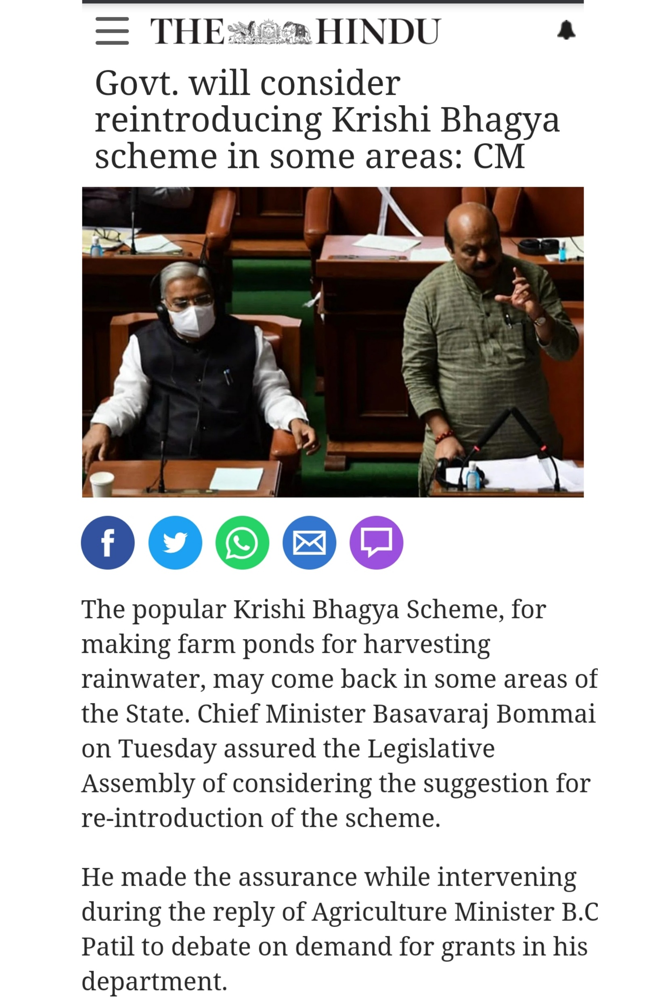 THE HINDU
Govt. will consider
reintroducing Krishi Bhagya
scheme in some areas: CM
The popular Krishi Bhagya Scheme, for
making farm ponds for harvesting
rainwater, may come back in some areas of
the State. Chief Minister Basavaraj Bommai
on Tuesday assured the Legislative
Assembly of considering the suggestion for
re-introduction of the scheme.
He made the assurance while intervening
during the reply of Agriculture Minister B.C
Patil to debate on demand for grants in his
department.